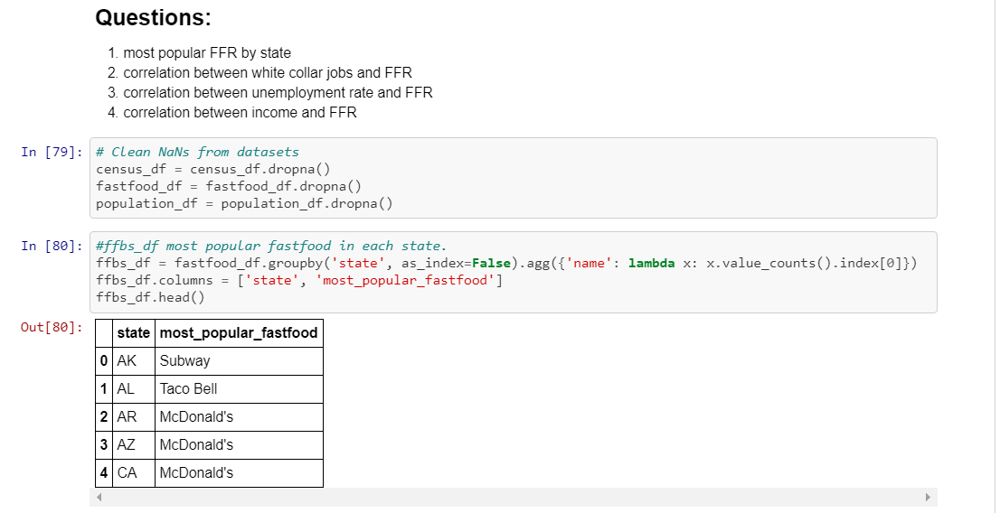 Questions:
1. most popular FFR by state
2. correlation between white collar jobs and FFR
3. correlation between unemployment rate and FFR
4. correlation between income and FFR
In [79]: # Clean NaNs from datasets
census_df = census_df.dropna()
fastfood_df = fastfood_df.dropna()
population_df = population_df.dropna()
In [80]: #ffbs_df most popular fastfood in each state.
ffbs_df = fastfood_df.groupby('state', as_index=False).agg({'name': lambda x: x.value_counts().index[0]})
ffbs_df.columns = ['state', 'most_popular_fastfood']
ffbs_df.head()
Out[80]:
state most_popular_fastfood
0 AK Subway
1 AL Taco Bell
2 AR McDonald's
3 AZ McDonald's
4 CA McDonald's